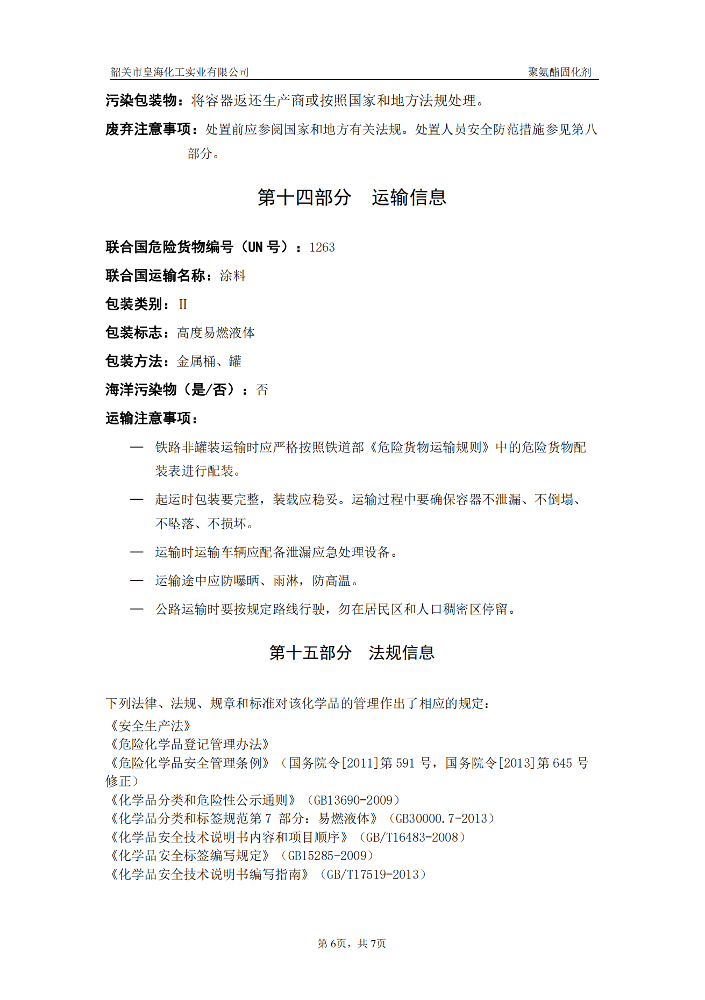 韶关市皇海化工实业有限公司 聚氨酯固化剂
污染包装物：将容器返还生产商或按照国家和地方法规处理。
废弃注意事项：处置前应参阅国家和地方有关法规。处置人员安全防范措施参见第八
部分。
第十四部分 运输信息
联合国危险货物编号（UN 号）：1263
联合国运输名称：涂料
包装类别：Ⅱ
包装标志：高度易燃液体
包装方法：金属桶、罐
海洋污染物（是/否）：否
运输注意事项：
— 铁路非罐装运输时应严格按照铁道部《危险货物运输规则》中的危险货物配
装表进行配装。
— 起运时包装要完整，装载应稳妥。运输过程中要确保容器不泄漏、不倒塌、
不坠落、不损坏。
— 运输时运输车辆应配备泄漏应急处理设备。
— 运输途中应防曝晒、雨淋，防高温。
— 公路运输时要按规定路线行驶，勿在居民区和人口稠密区停留。
第十五部分 法规信息
下列法律、法规、规章和标准对该化学品的管理作出了相应的规定：
《安全生产法》
《危险化学品登记管理办法》
《危险化学品安全管理条例》（国务院令[2011]第 591 号，国务院令[2013]第 645 号
修正）
《化学品分类和危险性公示通则》（GB13690-2009）
《化学品分类和标签规范第 7 部分：易燃液体》（GB30000.7-2013）
《化学品安全技术说明书内容和项目顺序》（GB/T16483-2008）
《化学品安全标签编写规定》（GB15285-2009）
《化学品安全技术说明书编写指南》（GB/T17519-2013）
第 6页，共 7页